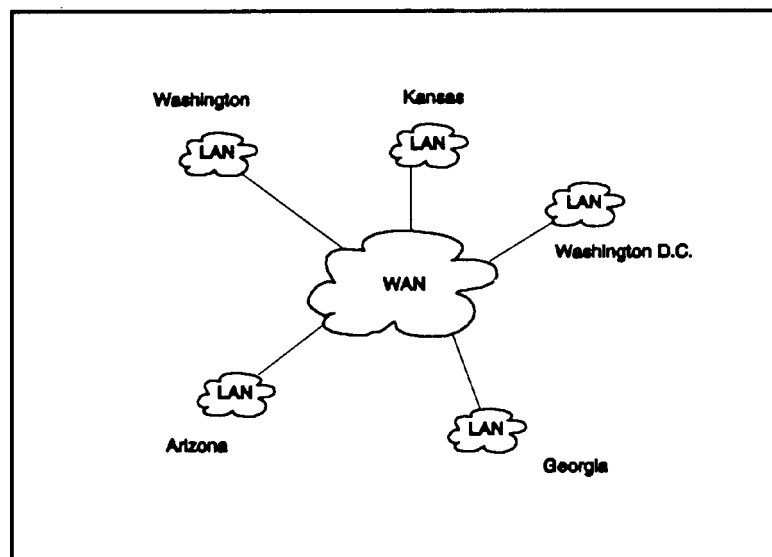 Washington
Kansas
LAN
LAN
LAN
Washington D.C.
WAN
LAN
Arizona
LAN
Georgia